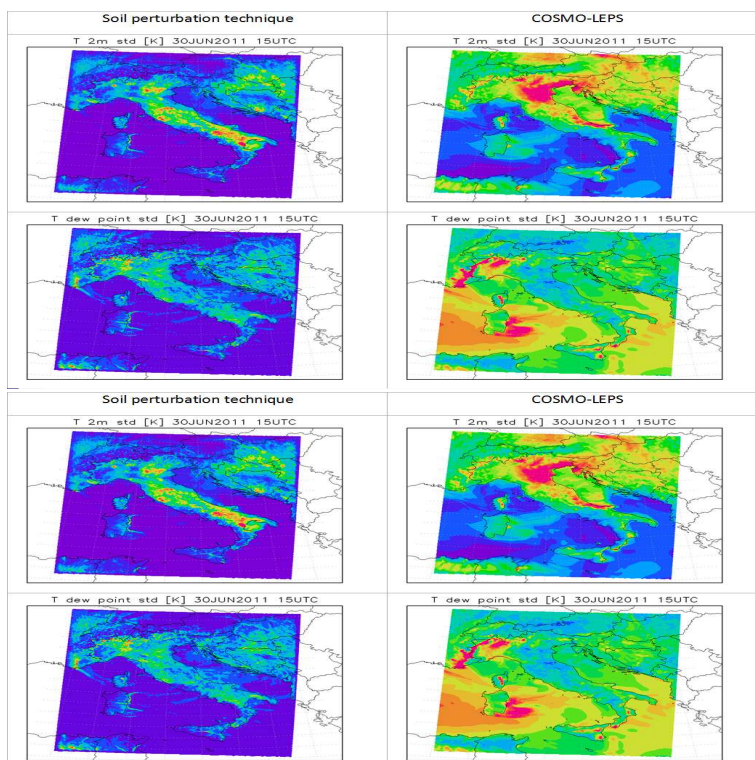 Soil perturbation technique COSMO-LEPS
T 2m std [K] 30JUN2011 15UTC T 2m std [K] 30JUN2011 15UTC
T dew point std [K] 30JUN2011 15UTC T dew point std [K] 30JUN2011 15UTC
Soil perturbation technique COSMO-LEPS
T 2m std [K] 30JUN2011 15UTC T 2m std [K] 30JUN2011 15UTC
T dew point std [K] 30JUN2011 15UTC T dew point std [K] 30JUN2011 15UTC